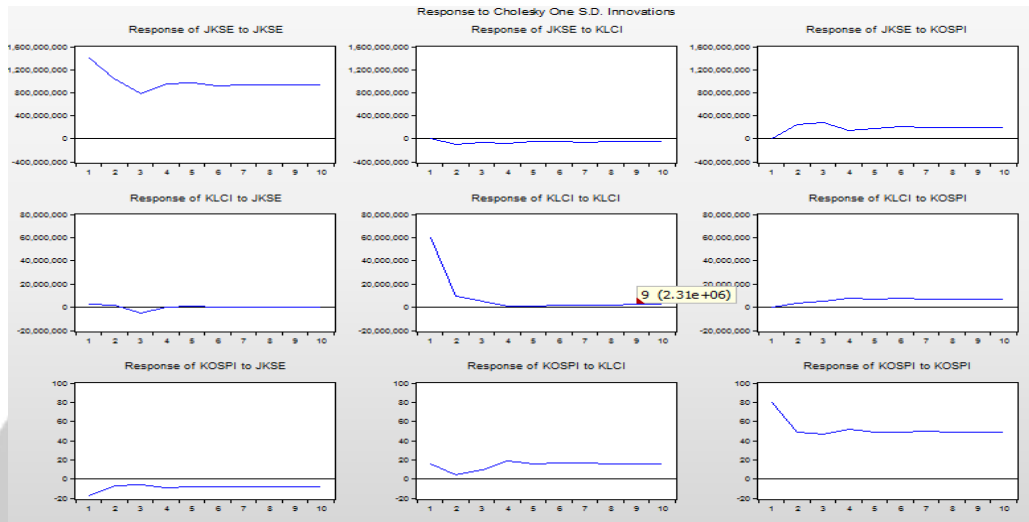 Response to Cholesky One S.D. Innovations
Response of JKSE to JKSE
Response of JKSE to KLCI
Response of JKSE to KOSPI
1,600,000,000
1,200,000,000
800,000,000
400,000,000
0
-400,000,000
1 2 3 4 5 6 7 8 9 10
1,600,000,000
1,200,000,000
800,000,000
400,000,000
0
-400,000,000
1 2 3 4 5 6 7 8 9 10
1,600,000,000
1,200,000,000
800,000,000
400,000,000
0
-400,000,000
1 2 3 4 5 6 7 8 9 10
Response of KLCI to JKSE
Response of KLCI to KLCI
Response of KLCI to KOSPI
80,000,000
60,000,000
40,000,000
20,000,000
0
-20,000,000
1 2 3 4 5 6 7 8 9 10
80,000,000
60,000,000
40,000,000
20,000,000
0
-20,000,000
9 (2.31e+06)
1 2 3 4 5 6 7 8 9 10
80,000,000
60,000,000
40,000,000
20,000,000
0
-20,000,000
1 2 3 4 5 6 7 8 9 10
Response of KOSPI to JKSE
Response of KOSPI to KLCI
Response of KOSPI to KOSPI
100
80
60
40
20
0
-20
1 2 3 4 5 6 7 8 9 10
100
80
60
40
20
0
-20
1 2 3 4 5 6 7 8 9 10
100
80
60
40
20
0
-20
1 2 3 4 5 6 7 8 9 10